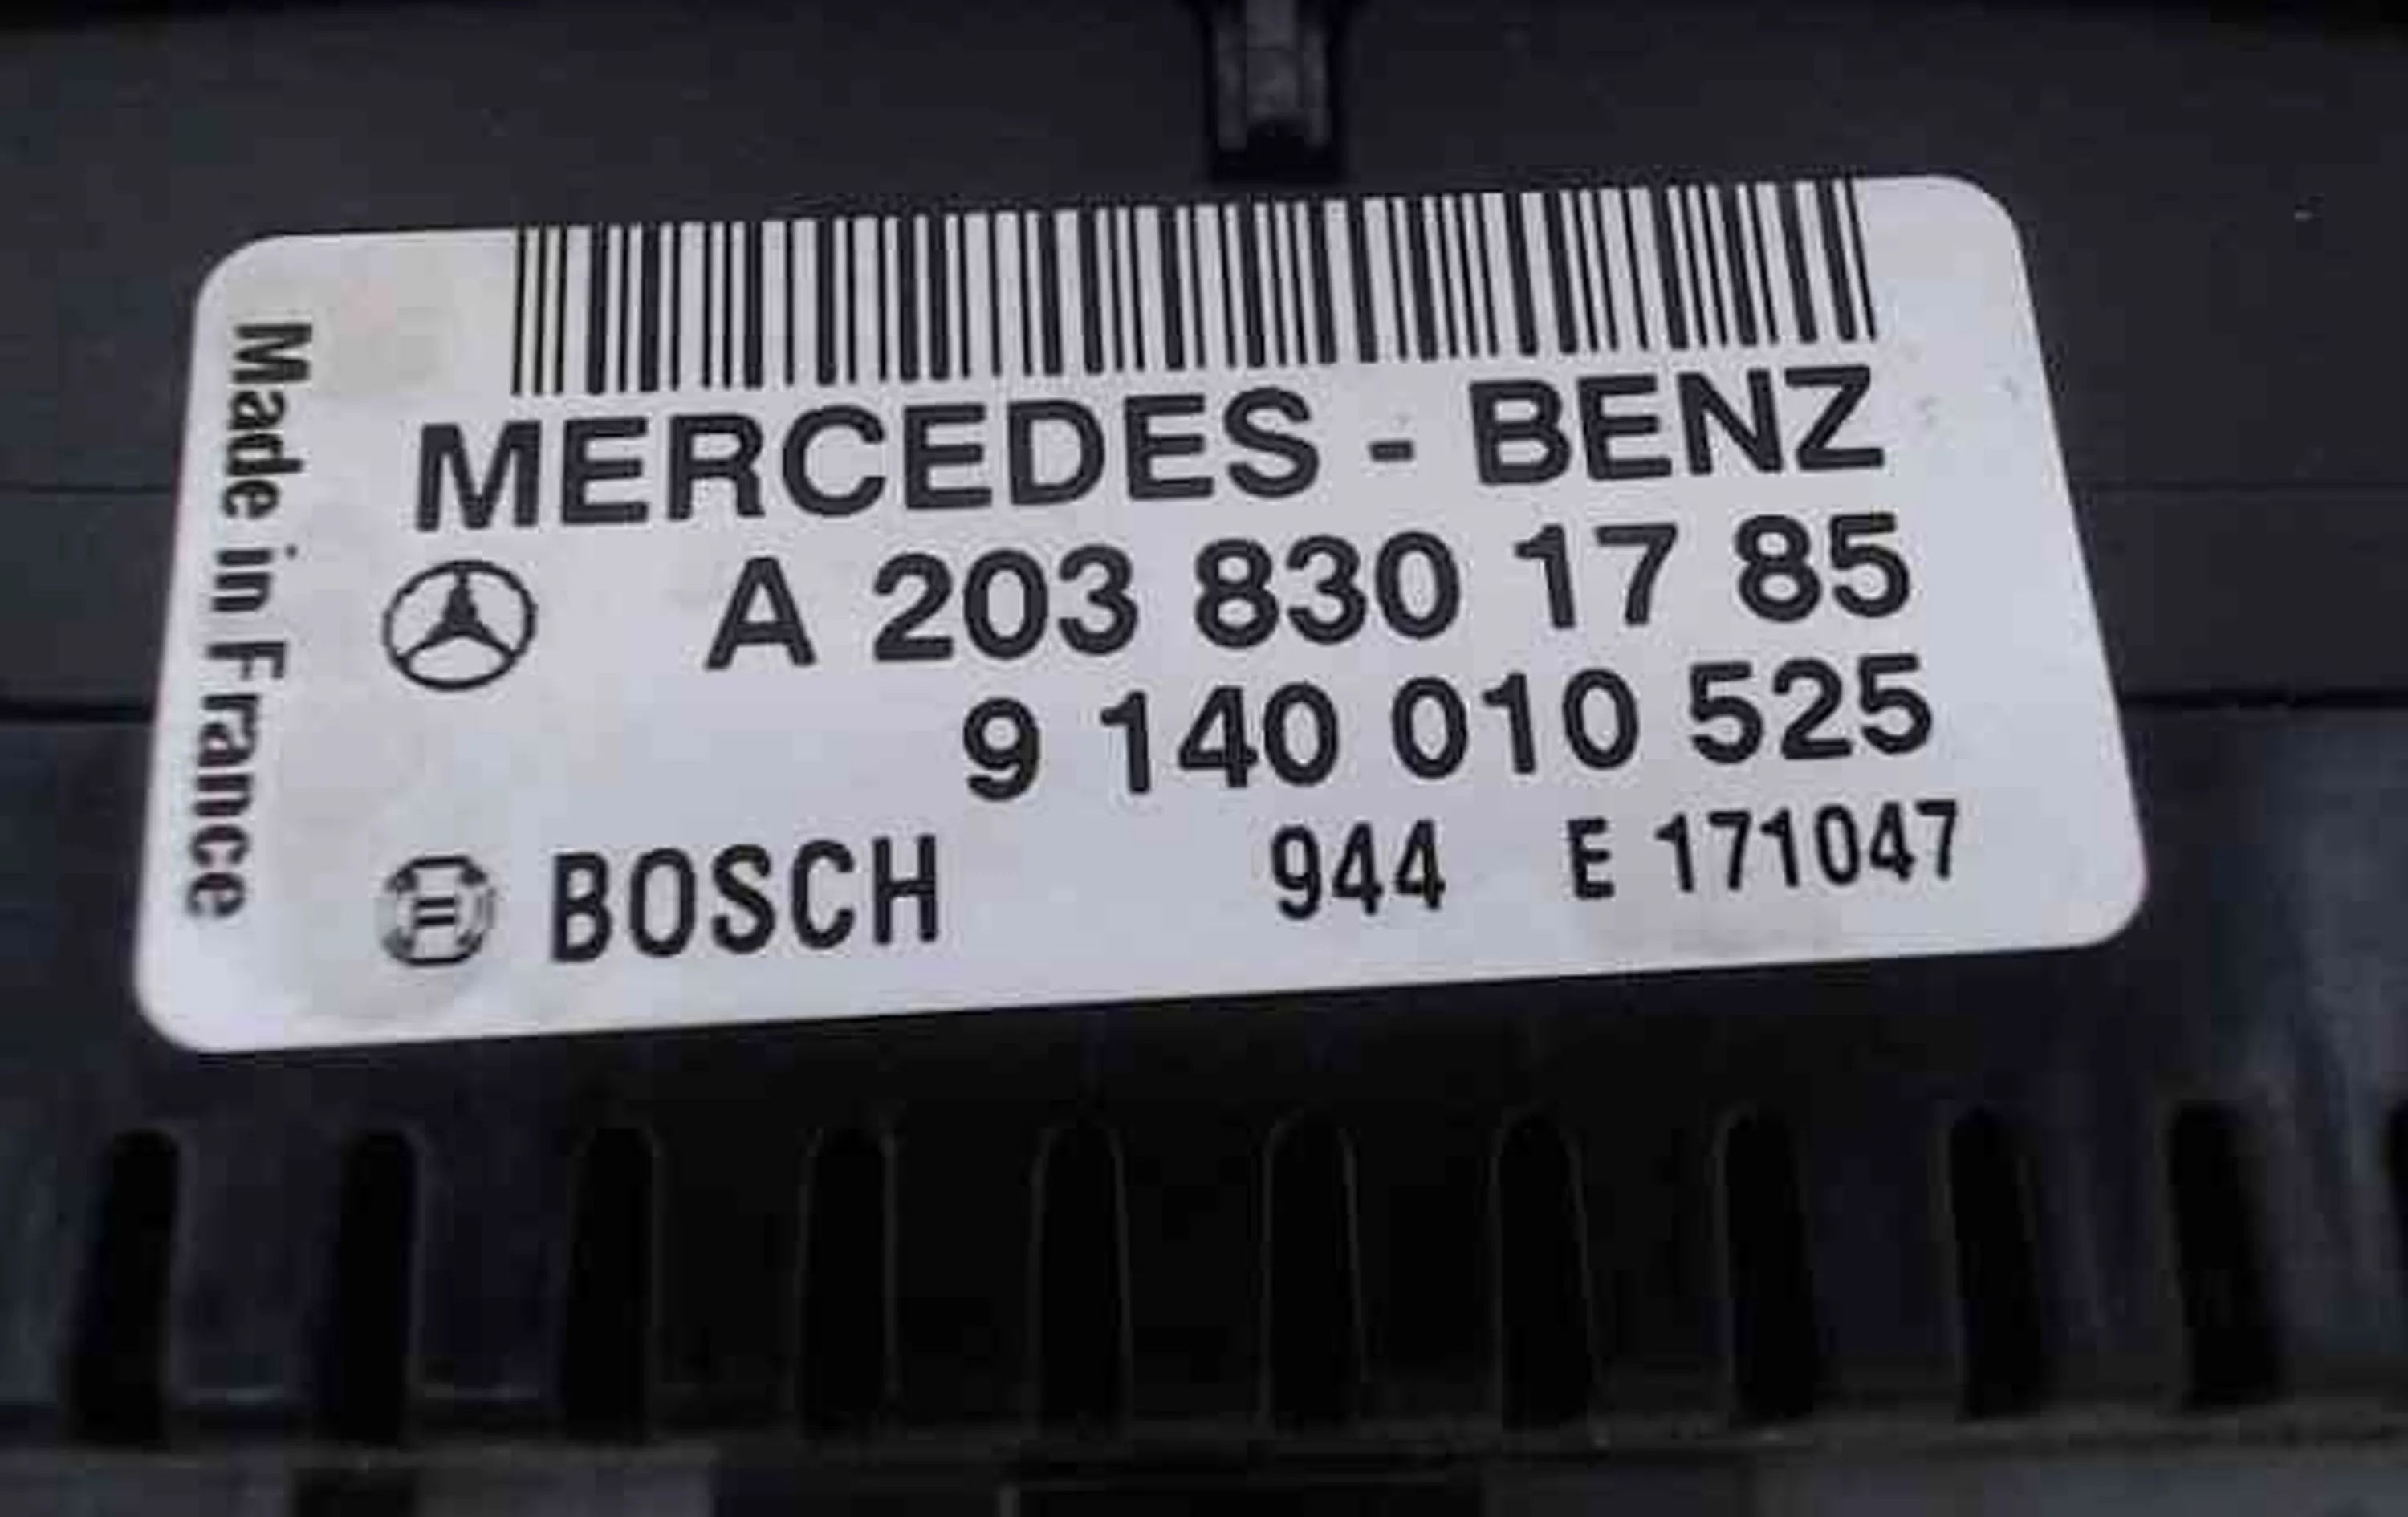 MERCEDES - BENZ
A 203 830 17 85
9 140 010 525
BOSCH 944 E 171047
Made in France